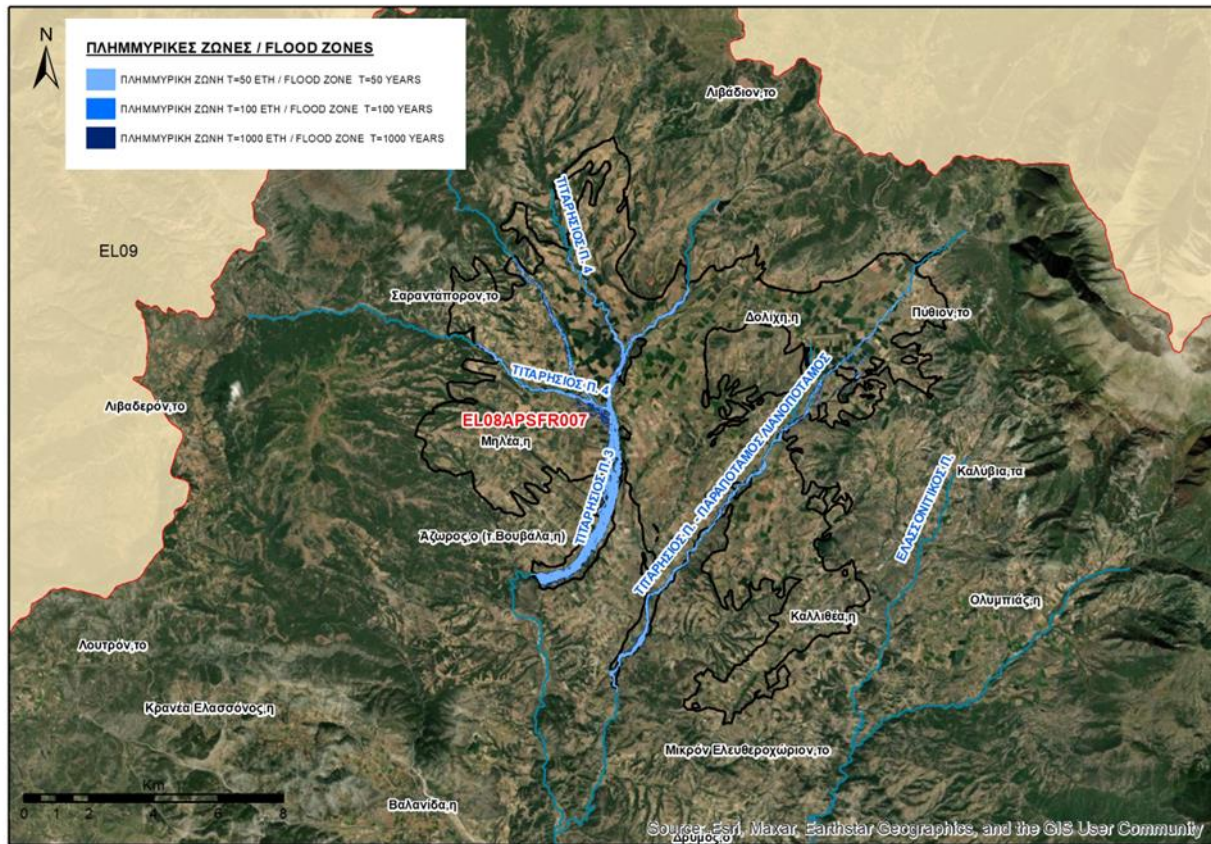 N
ΠΛΗΜΜΥΡΙΚΕΣ ΖΩΝΕΣ / FLOOD ZONES
ΠΛΗΜΜΥΡΙΚΗ ΖΩΝΗ T=50 ΕΤΗ / FLOOD ZONE T=50 YEARS
ΠΛΗΜΜΥΡΙΚΗ ΖΩΝΗ T=100 ΕΤΗ / FLOOD ZONE T=100 YEARS
ΠΛΗΜΜΥΡΙΚΗ ΖΩΝΗ T=1000 ΕΤΗ / FLOOD ZONE T=1000 YEARS
Λιβάδιον,το
ΤΙΤΑΡΗΣΙΟΣ Π. 4
EL09
Σαραντάπορον,το
Δολίχη,η
Πύθιον,το
ΤΙΤΑΡΗΣΙΟΣ Π. 4
Λιβαδερόν,το
EL08APSFR007
Μηλέα,η
ΤΙΤΑΡΗΣΙΟΣ Π. 3
ΤΙΤΑΡΗΣΙΟΣ Π. - ΠΑΡΑΠΟΤΑΜΟΣ ΛΙΑΝΟΠΟΤΑΜΟΣ
Καλύβια,τα
ΕΛΑΣΣΟΝΙΤΙΚΟΣ Π.
Άζωρος,ο (τ.Βουβάλα,η)
Ολυμπιάς,η
Καλλιθέα,η
Λουτρόν,το
Κρανέα Ελασσόνος,η
Μικρόν Ελευθεροχώριον,το
Km
0 1 2 4 6 8
Βαλανίδα,η
Δρυμός,ο
Source: Esri, Maxar, Earthstar Geographics, and the GIS User Community